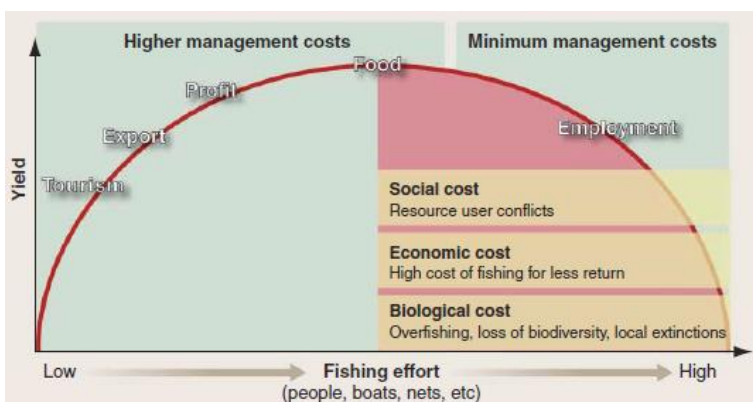 Higher management costs
Minimum management costs
Food
Profil
Export
Tourism
Employment
Yield
Social cost
Resource user conflicts
Economic cost
High cost of fishing for less return
Biological cost
Overfishing, loss of biodiversity, local extinctions
Low
Fishing effort
High
(people, boats, nets, etc)